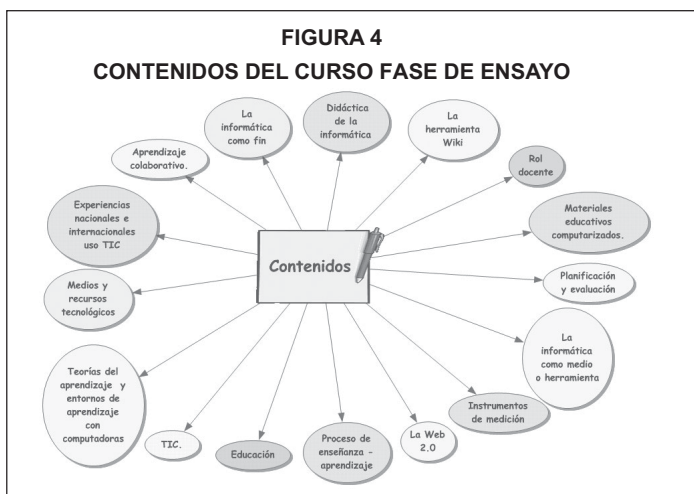 FIGURA 4
CONTENIDOS DEL CURSO FASE DE ENSAYO
Didáctica
de la
informática
La
informática
como fin
La
herramienta
Wiki
Aprendizaje
colaborativo.
Rol
docente
Experiencias
nacionales e
internacionales
uso TIC
Materiales
educativos
computarizados.
Contenidos
Medios y
recursos
tecnológicos
Planificación
y evaluación
La
informática
como medio
o herramienta
Teorías del
aprendizaje y
entornos de
aprendizaje
con
computadoras
Instrumentos
de medición
TIC.
Educación
Proceso de
enseñanza -
aprendizaje
La Web
2.0